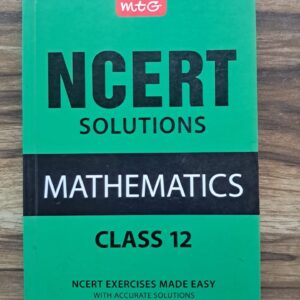 mtG
NCERT
SOLUTIONS
MATHEMATICS
CLASS 12
NCERT EXERCISES MADE EASY
WITH ACCURATE SOLUTIONS